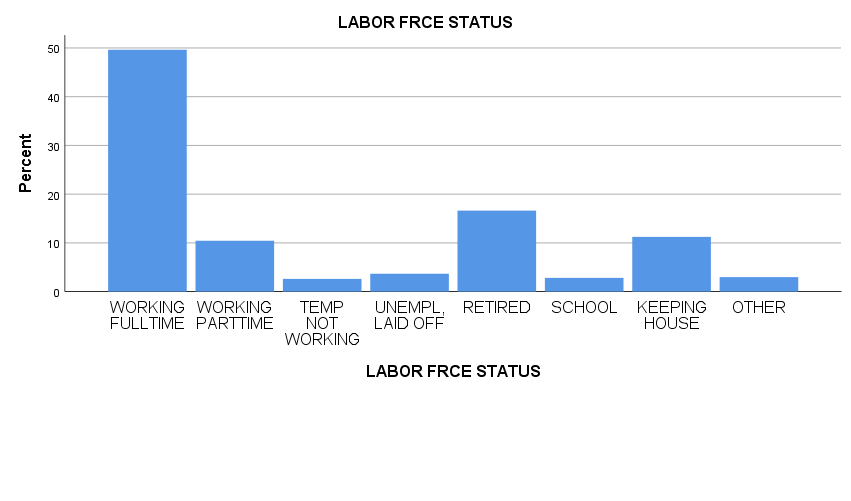 LABOR FRCE STATUS
50
40
30
20
10
0
Percent
WORKING FULLTIME
WORKING PARTTIME
TEMP NOT WORKING
UNEMPL, LAID OFF
RETIRED
SCHOOL
KEEPING HOUSE
OTHER
LABOR FRCE STATUS